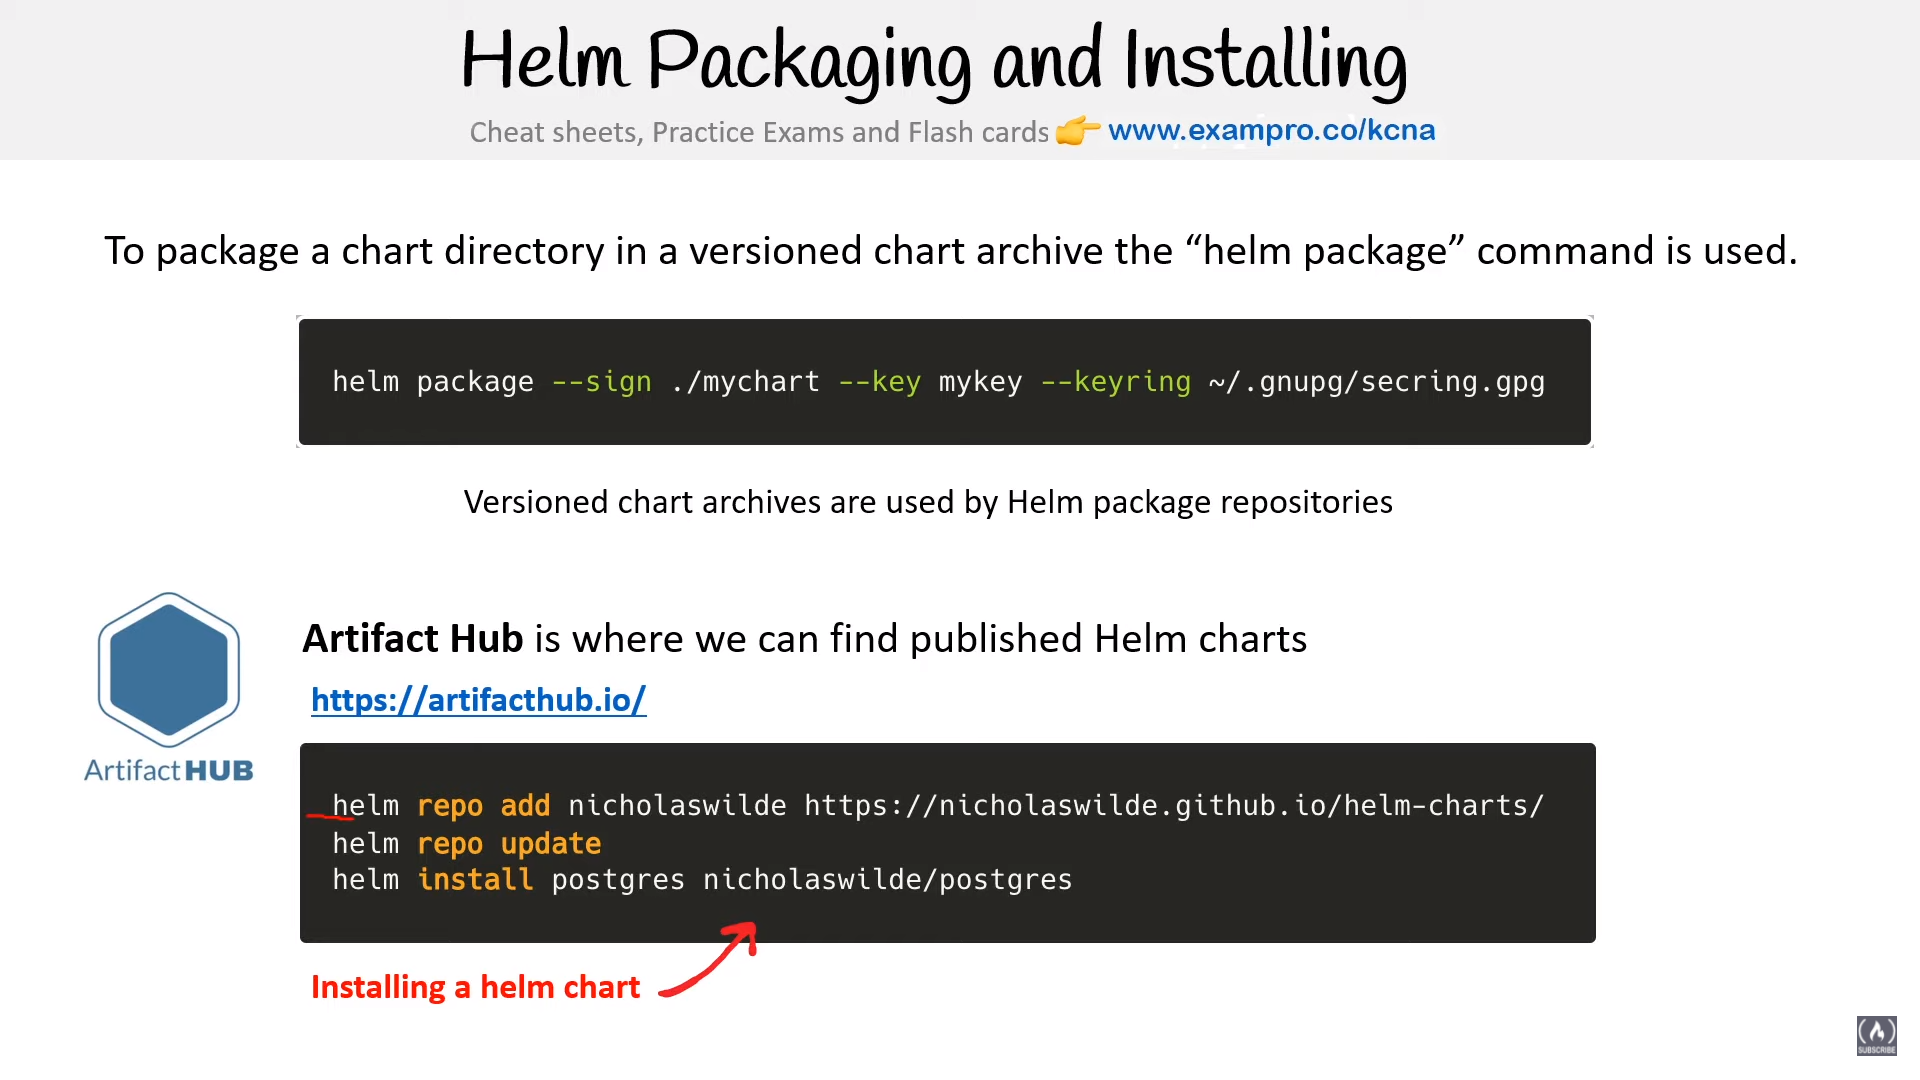 Helm Packaging and Installing
Cheat sheets, Practice Exams and Flash cards 👉 www.exampro.co/kcna
To package a chart directory in a versioned chart archive the “helm package” command is used.
helm package --sign ./mychart --key mykey --keyring ~/.gnupg/secring.gpg
Versioned chart archives are used by Helm package repositories
Artifact Hub is where we can find published Helm charts
https://artifacthub.io/
ArtifactHUB
helm repo add nicholaswilde https://nicholaswilde.github.io/helm-charts/
helm repo update
helm install postgres nicholaswilde/postgres
Installing a helm chart
SUBSCRIBE